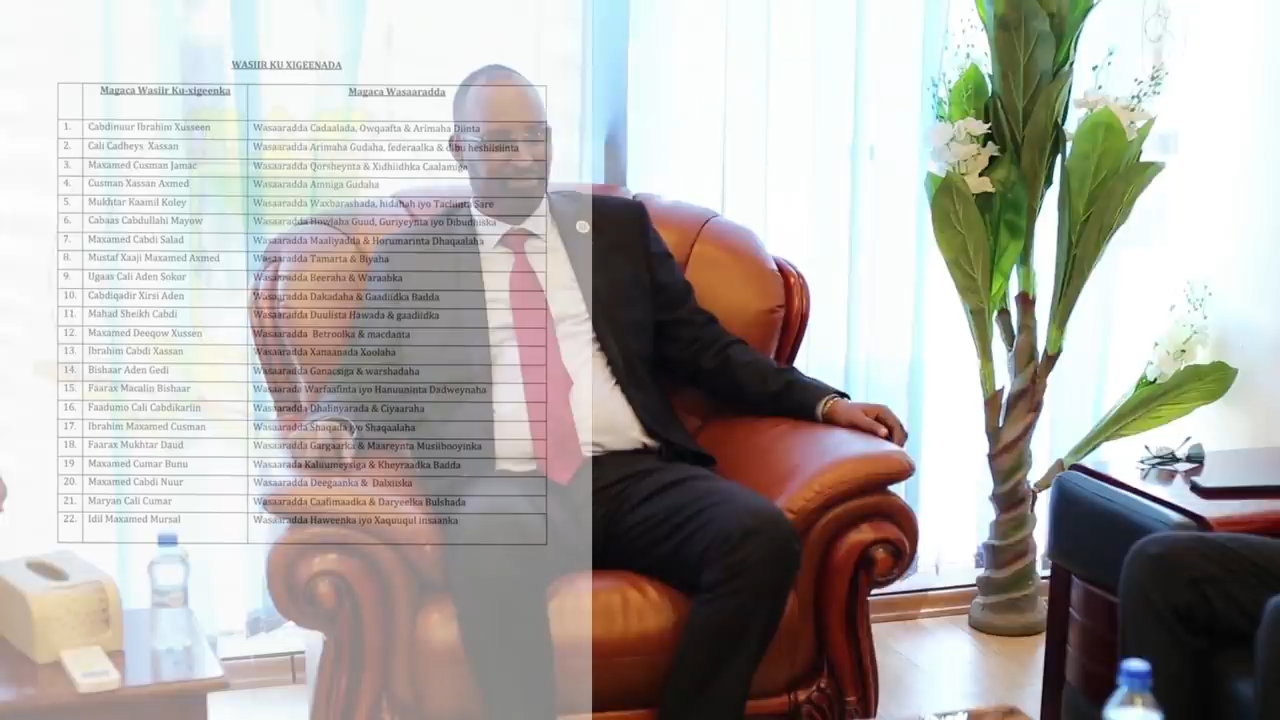 WASIIR KU XIGEENADA
Magaca Wasiir Ku-xigeenka Magaca Wasaaradda
1. Cabdinuur Ibrahim Xusseen Wasaaradda Cadaalada, Owqaafta & Arimaha Diinta
2. Cali Cadheys Xassan Wasaaradda Arimaha Gudaha, federaalka & dibu heshiisiinta
3. Maxamed Cusman Jamac Wasaaradda Qorsheynta & Xidhiidhka Caalamiga
4. Cusman Xassan Axmed Wasaaradda Amniga Gudaha
5. Mukhtar Kaamil Koley Wasaaradda Waxbarashada, hidahah iyo Tacliinta Sare
6. Cabaas Cabdullahi Mayow Wasaaradda Howlaha Guud, Guriyeynta iyo Dibudhiska
7. Maxamed Cabdi Salad Wasaaradda Maaliyadda & Horumarinta Dhaqaalaha
8. Mustaf Xaaji Maxamed Axmed Wasaaradda Tamarta & Biyaha
9. Ugaas Cali Aden Sokor Wasaaradda Beeraha & Waraabka
10. Cabdiqadir Xirsi Aden Wasaaradda Dakadaha & Gaadiidka Badda
11. Mahad Sheikh Cabdi Wasaaradda Duulista Hawada & gaadiidka
12. Maxamed Deeqow Xussen Wasaaradda Betroolka & macdanta
13. Ibrahim Cabdi Xassan Wasaaradda Xanaanada Xoolaha
14. Bishaar Aden Gedi Wasaaradda Ganacsiga & warshadaha
15. Faarax Macalin Bishaar Wasaarada Warfaafinta iyo Hanuuninta Dadweynaha
16. Faadumo Cali Cabdikariin Wasaaradda Dhalinyarada & Ciyaaraha
17. Ibrahim Maxamed Cusman Wasaaradda Shaqada iyo Shaqaalaha
18. Faarax Mukhtar Daud Wasaaradda Gargaarka & Maareynta Musiibooyinka
19 Maxamed Cumar Bunu Wasaarada Kaluumeysiga & Kheyraadka Badda
20. Maxamed Cabdi Nuur Wasaaradda Deegaanka & Dalxiiska
21. Maryan Cali Cumar Wasaaradda Caafimaadka & Daryeelka Bulshada
22. Idil Maxamed Mursal Wasaaradda Haweenka iyo Xaquuqul insaanka